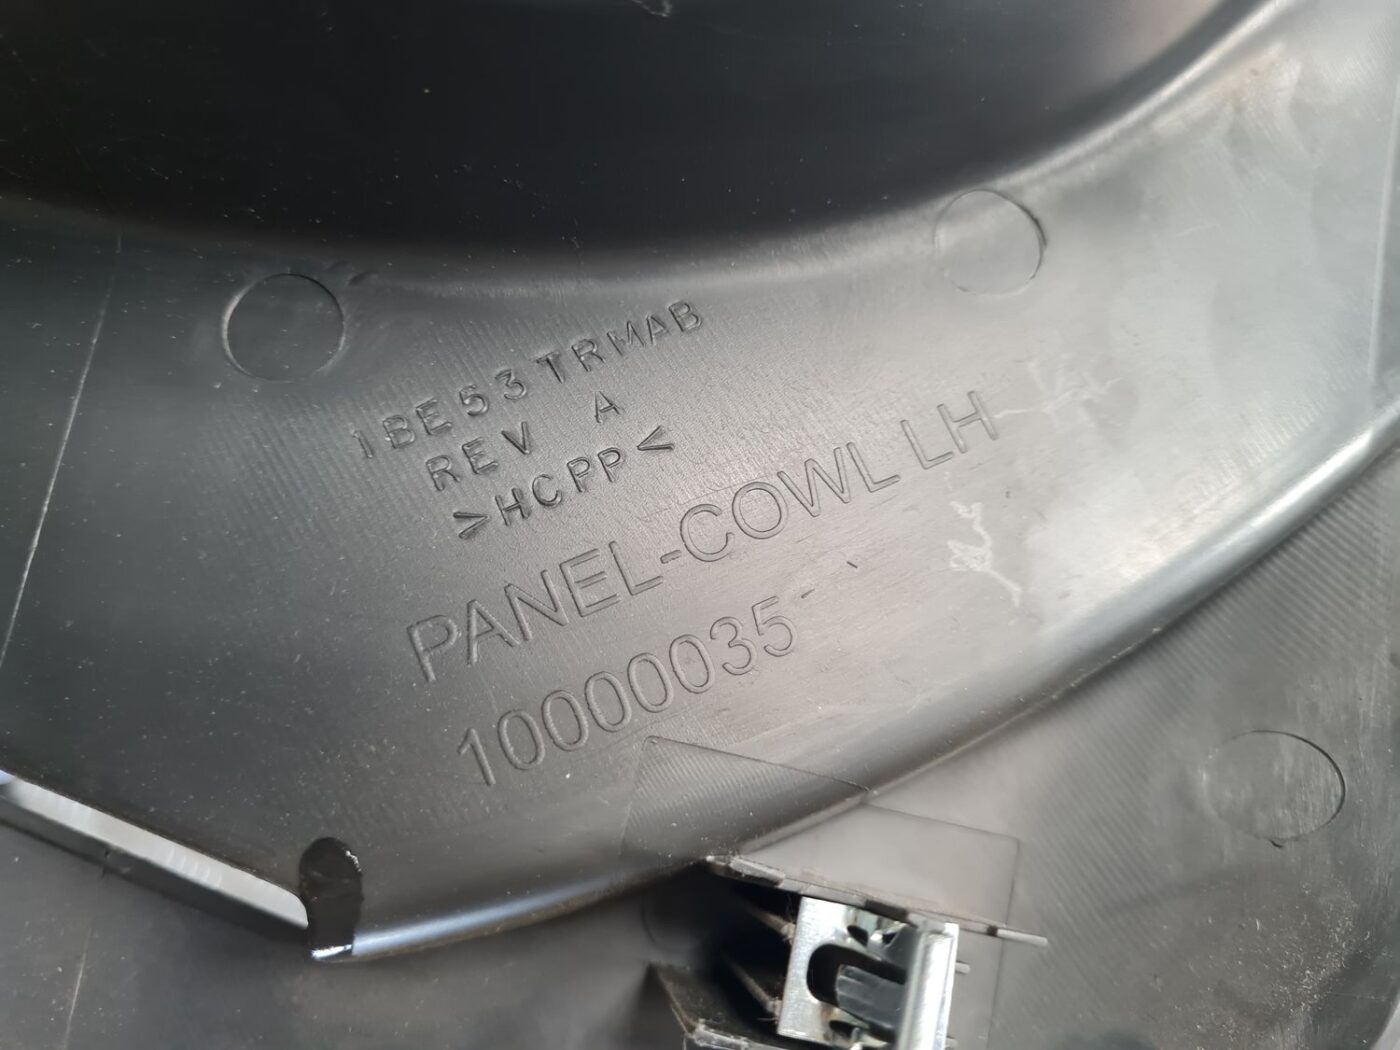 1BE53TRMAB
REV A
>HCPP<
PANEL-COWL LH
10000035